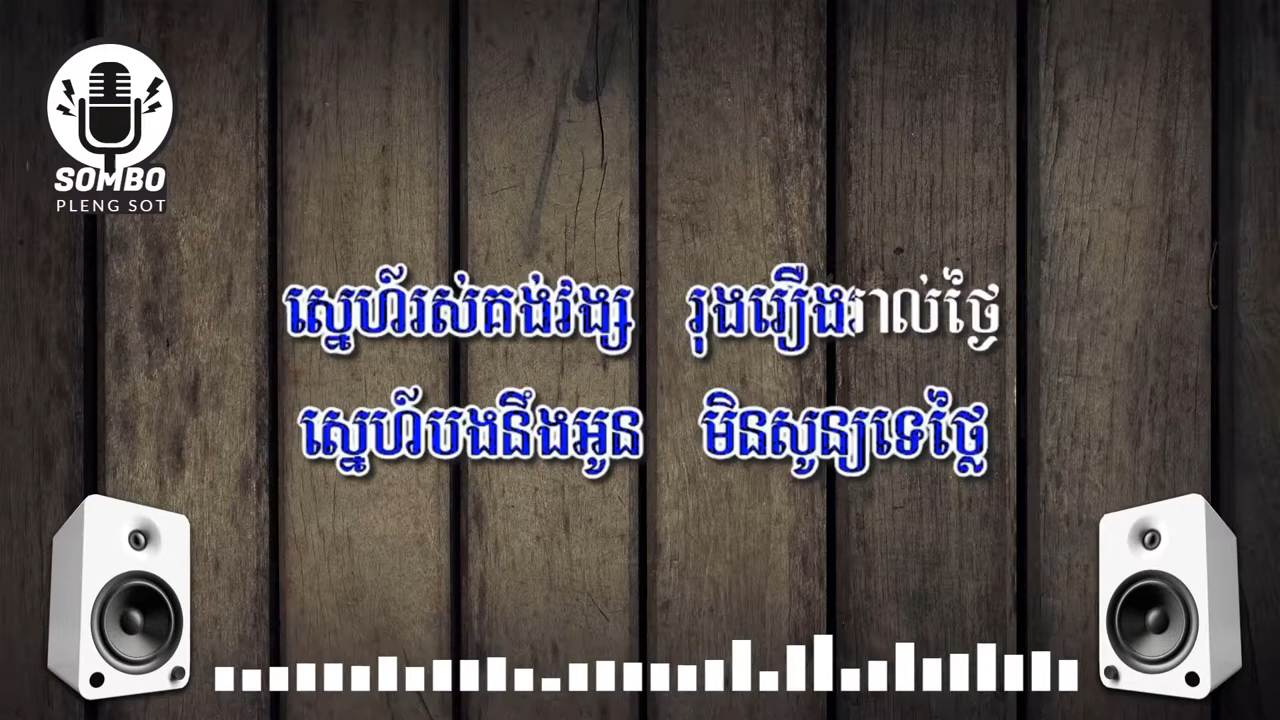 SOMBO
PLENG SOT
ស្នេហ៍រស់គង់វង្ស រុងរឿងរាល់ថ្ងៃ
ស្នេហ៍បងនឹងអូន មិនសូន្យទេថ្លៃ